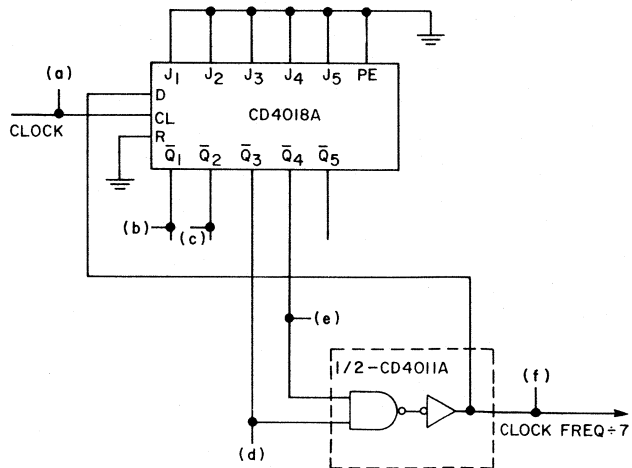 J1 J2 J3 J4 J5 PE
(a)
D
CL
CD4018A
CLOCK
R
Q̅1 Q̅2 Q̅3 Q̅4 Q̅5
(b)
(c)
(e)
1/2-CD4011A
(f)
CLOCK FREQ÷7
(d)